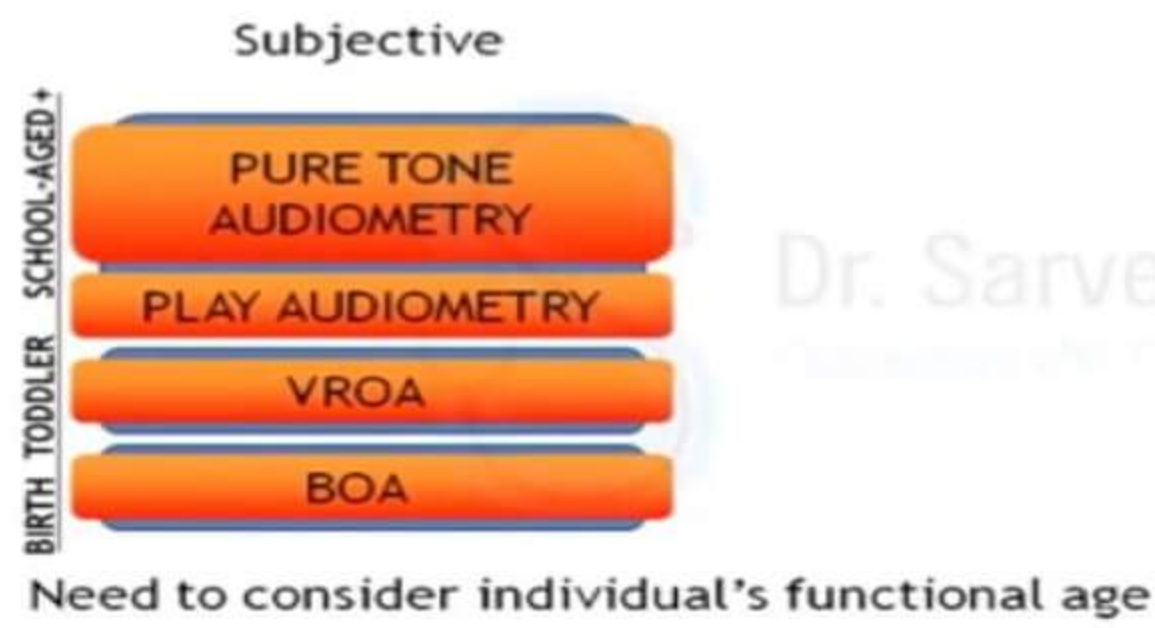 Subjective
SCHOOL-AGED+
PURE TONE
AUDIOMETRY
PLAY AUDIOMETRY
TODDLER
VROA
BIRTH
BOA
Need to consider individual's functional age
Dr. Sarve